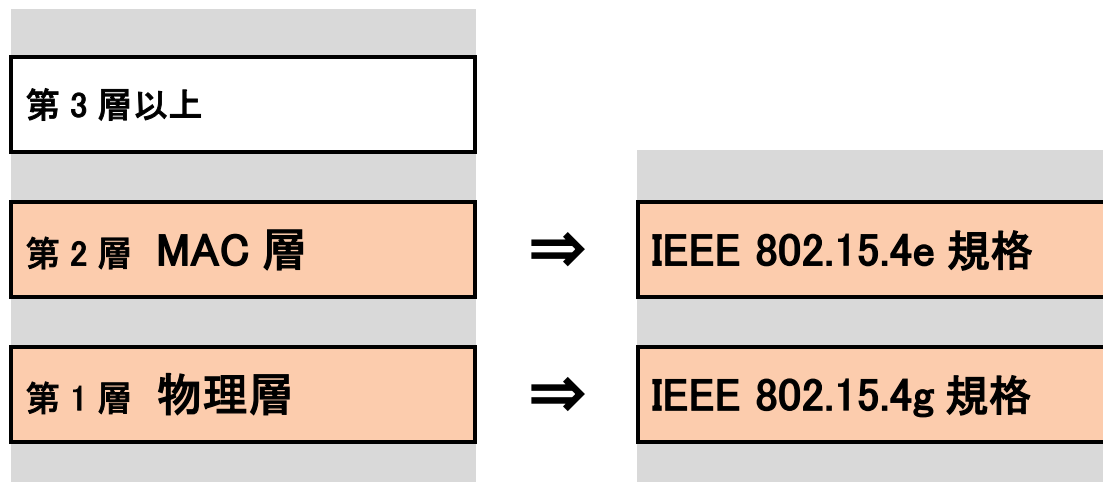 第 3 層以上
第 2 層 MAC 層 ⇒ IEEE 802.15.4e 規格
第 1 層 物理層 ⇒ IEEE 802.15.4g 規格